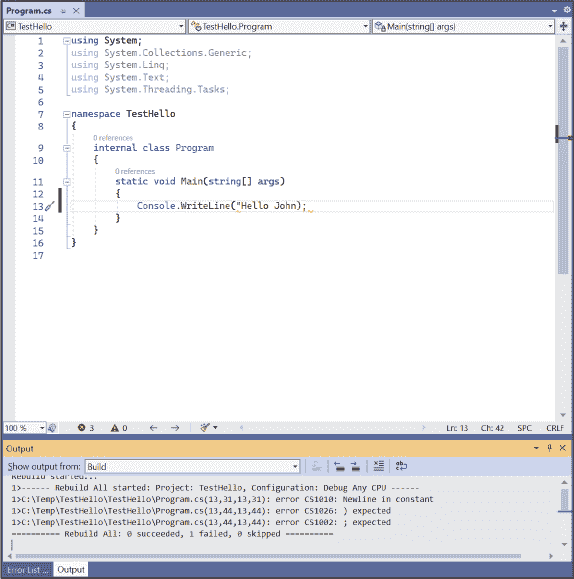 Program.cs
TestHello TestHello.Program Main(string[] args)
1 using System;
2 using System.Collections.Generic;
3 using System.Linq;
4 using System.Text;
5 using System.Threading.Tasks;
6
7 namespace TestHello
8 {
0 references
9 internal class Program
10 {
0 references
11 static void Main(string[] args)
12 {
13 Console.WriteLine("Hello John);
14 }
15 }
16 }
17
100 % 3 0 Ln: 13 Ch: 42 SPC CRLF
Output
Show output from: Build
Rebuild started...
1>------ Rebuild All started: Project: TestHello, Configuration: Debug Any CPU ------
1>C:\Temp\TestHello\TestHello\Program.cs(13,31,13,31): error CS1010: Newline in constant
1>C:\Temp\TestHello\TestHello\Program.cs(13,44,13,44): error CS1026: ) expected
1>C:\Temp\TestHello\TestHello\Program.cs(13,44,13,44): error CS1002: ; expected
========== Rebuild All: 0 succeeded, 1 failed, 0 skipped ==========
Error List ... Output